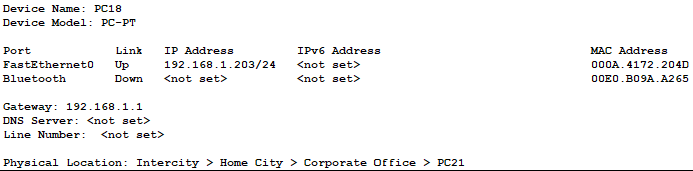 Device Name: PC18
Device Model: PC-PT
Port Link IP Address IPv6 Address MAC Address
FastEthernet0 Up 192.168.1.203/24 <not set> 000A.4172.204D
Bluetooth Down <not set> <not set> 00E0.B09A.A265
Gateway: 192.168.1.1
DNS Server: <not set>
Line Number: <not set>
Physical Location: Intercity > Home City > Corporate Office > PC21